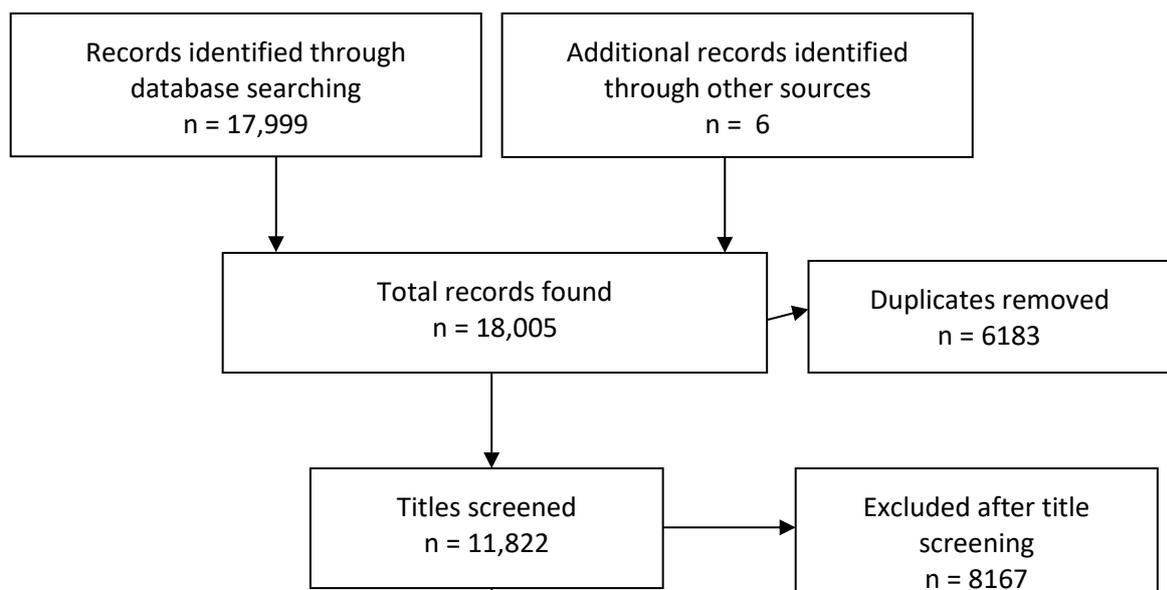 Records identified through
database searching
n = 17,999
Additional records identified
through other sources
n =  6
Total records found
n = 18,005
Duplicates removed
n = 6183
Titles screened
n = 11,822
Excluded after title
screening
n = 8167